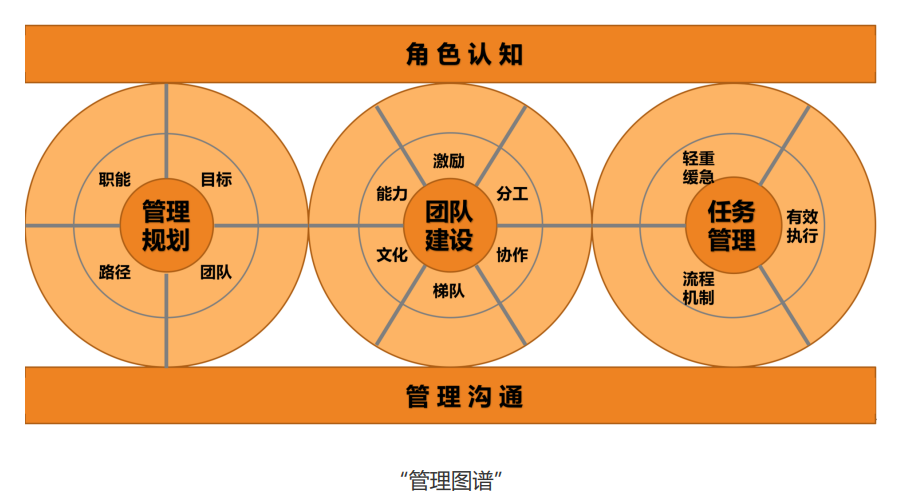 角色认知
职能
目标
管理
规划
路径
团队
激励
能力
分工
团队
建设
文化
协作
梯队
轻重
缓急
任务
管理
有效
执行
流程
机制
管理沟通
“管理图谱”